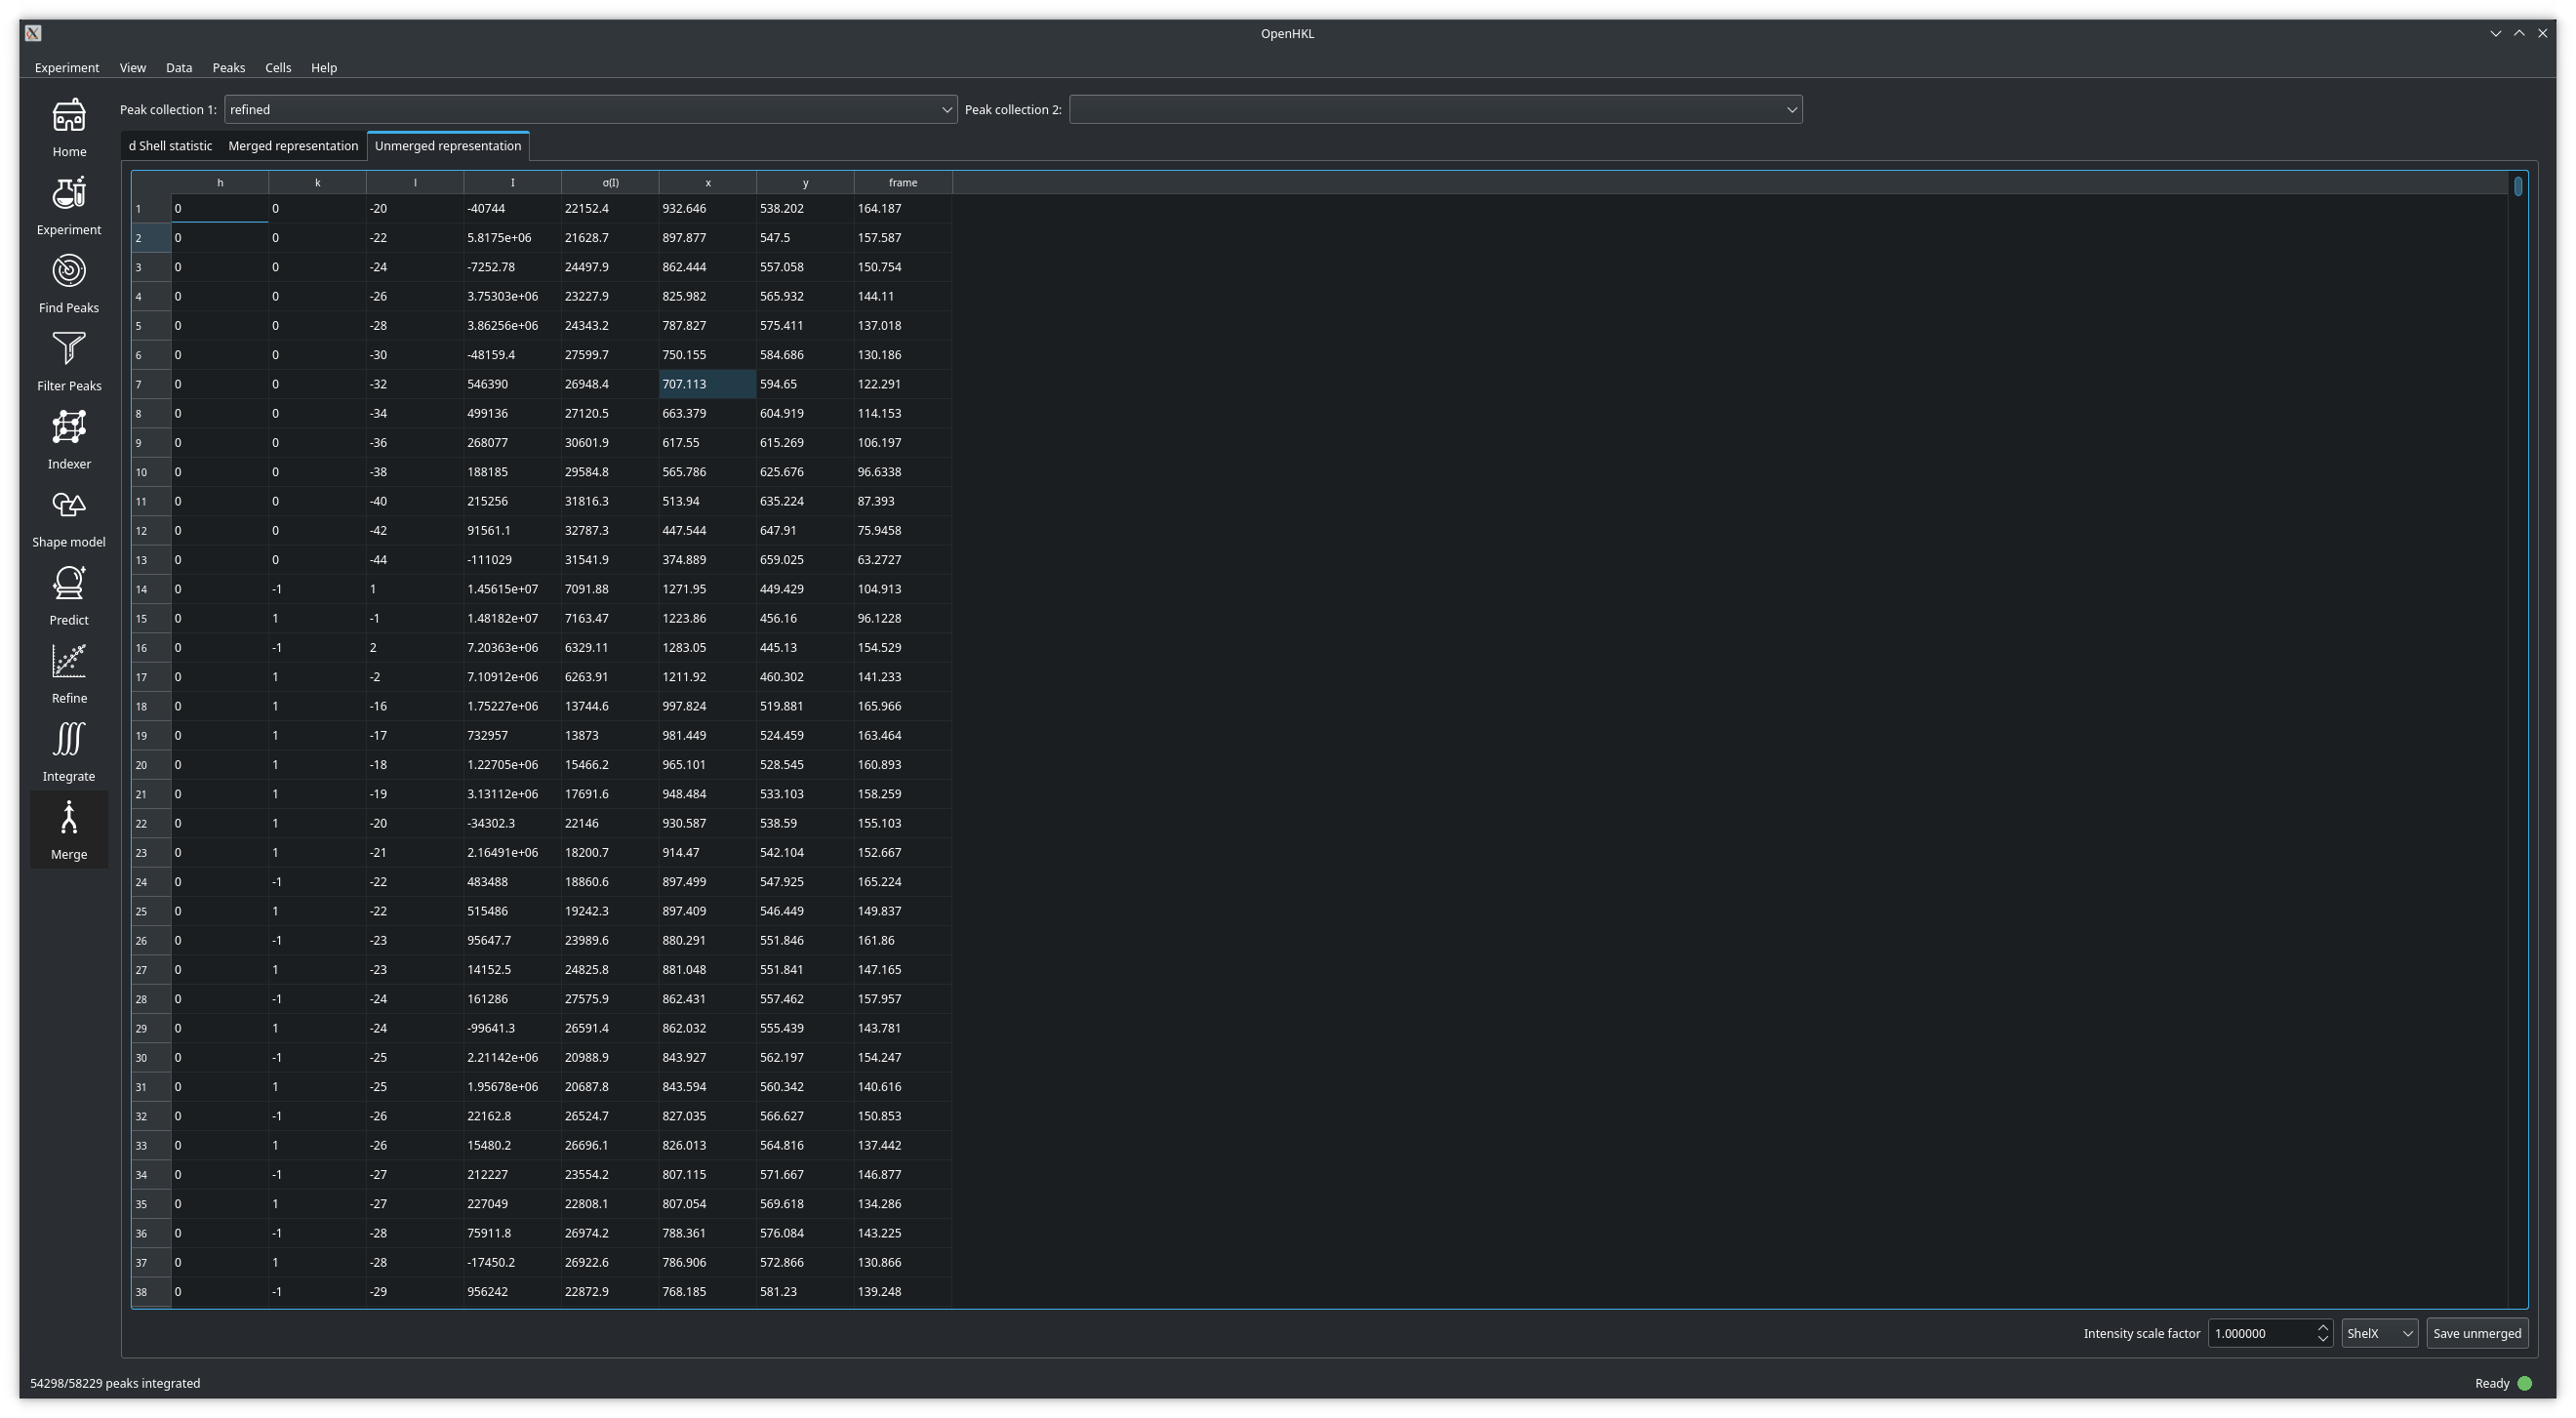 OpenHKL
Experiment View Data Peaks Cells Help
Peak collection 1: refined Peak collection 2:
d Shell statistic Merged representation Unmerged representation
Home
Experiment
Find Peaks
Filter Peaks
Indexer
Shape model
Predict
Refine
Integrate
Merge
h k l I σ(I) x y frame
1 0 0 -20 -40744 22152.4 932.646 538.202 164.187
2 0 0 -22 5.8175e+06 21628.7 897.877 547.5 157.587
3 0 0 -24 -7252.78 24497.9 862.444 557.058 150.754
4 0 0 -26 3.75303e+06 23227.9 825.982 565.932 144.11
5 0 0 -28 3.86256e+06 24343.2 787.827 575.411 137.018
6 0 0 -30 -48159.4 27599.7 750.155 584.686 130.186
7 0 0 -32 546390 26948.4 707.113 594.65 122.291
8 0 0 -34 499136 27120.5 663.379 604.919 114.153
9 0 0 -36 268077 30601.9 617.55 615.269 106.197
10 0 0 -38 188185 29584.8 565.786 625.676 96.6338
11 0 0 -40 215256 31816.3 513.94 635.224 87.393
12 0 0 -42 91561.1 32787.3 447.544 647.91 75.9458
13 0 0 -44 -111029 31541.9 374.889 659.025 63.2727
14 0 -1 1 1.45615e+07 7091.88 1271.95 449.429 104.913
15 0 1 -1 1.48182e+07 7163.47 1223.86 456.16 96.1228
16 0 -1 2 7.20363e+06 6329.11 1283.05 445.13 154.529
17 0 1 -2 7.10912e+06 6263.91 1211.92 460.302 141.233
18 0 1 -16 1.75227e+06 13744.6 997.824 519.881 165.966
19 0 1 -17 732957 13873 981.449 524.459 163.464
20 0 1 -18 1.22705e+06 15466.2 965.101 528.545 160.893
21 0 1 -19 3.13112e+06 17691.6 948.484 533.103 158.259
22 0 1 -20 -34302.3 22146 930.587 538.59 155.103
23 0 1 -21 2.16491e+06 18200.7 914.47 542.104 152.667
24 0 -1 -22 483488 18860.6 897.499 547.925 165.224
25 0 1 -22 515486 19242.3 897.409 546.449 149.837
26 0 -1 -23 95647.7 23989.6 880.291 551.846 161.86
27 0 1 -23 14152.5 24825.8 881.048 551.841 147.165
28 0 -1 -24 161286 27575.9 862.431 557.462 157.957
29 0 1 -24 -99641.3 26591.4 862.032 555.439 143.781
30 0 -1 -25 2.21142e+06 20988.9 843.927 562.197 154.247
31 0 1 -25 1.95678e+06 20687.8 843.594 560.342 140.616
32 0 -1 -26 22162.8 26524.7 827.035 566.627 150.853
33 0 1 -26 15480.2 26696.1 826.013 564.816 137.442
34 0 -1 -27 212227 23554.2 807.115 571.667 146.877
35 0 1 -27 227049 22808.1 807.054 569.618 134.286
36 0 -1 -28 75911.8 26974.2 788.361 576.084 143.225
37 0 1 -28 -17450.2 26922.6 786.906 572.866 130.866
38 0 -1 -29 956242 22872.9 768.185 581.23 139.248
Intensity scale factor 1.000000 ShelX Save unmerged
54298/58229 peaks integrated Ready